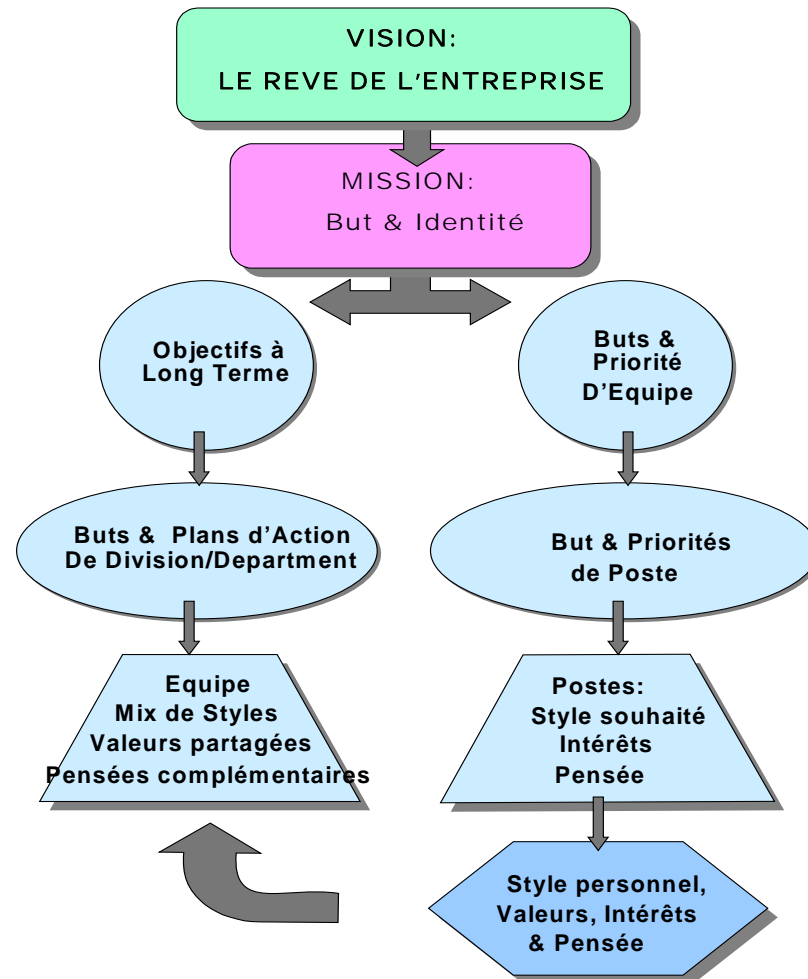 VISION:
LE REVE DE L'ENTREPRISE
MISSION:
But & Identité
Objectifs à
Long Terme
Buts &
Priorité
D'Equipe
Buts & Plans d'Action
De Division/Department
But & Priorités
de Poste
Equipe
Mix de Styles
Valeurs partagées
Pensées complémentaires
Postes:
Style souhaité
Intérêts
Pensée
Style personnel,
Valeurs, Intérêts
& Pensée